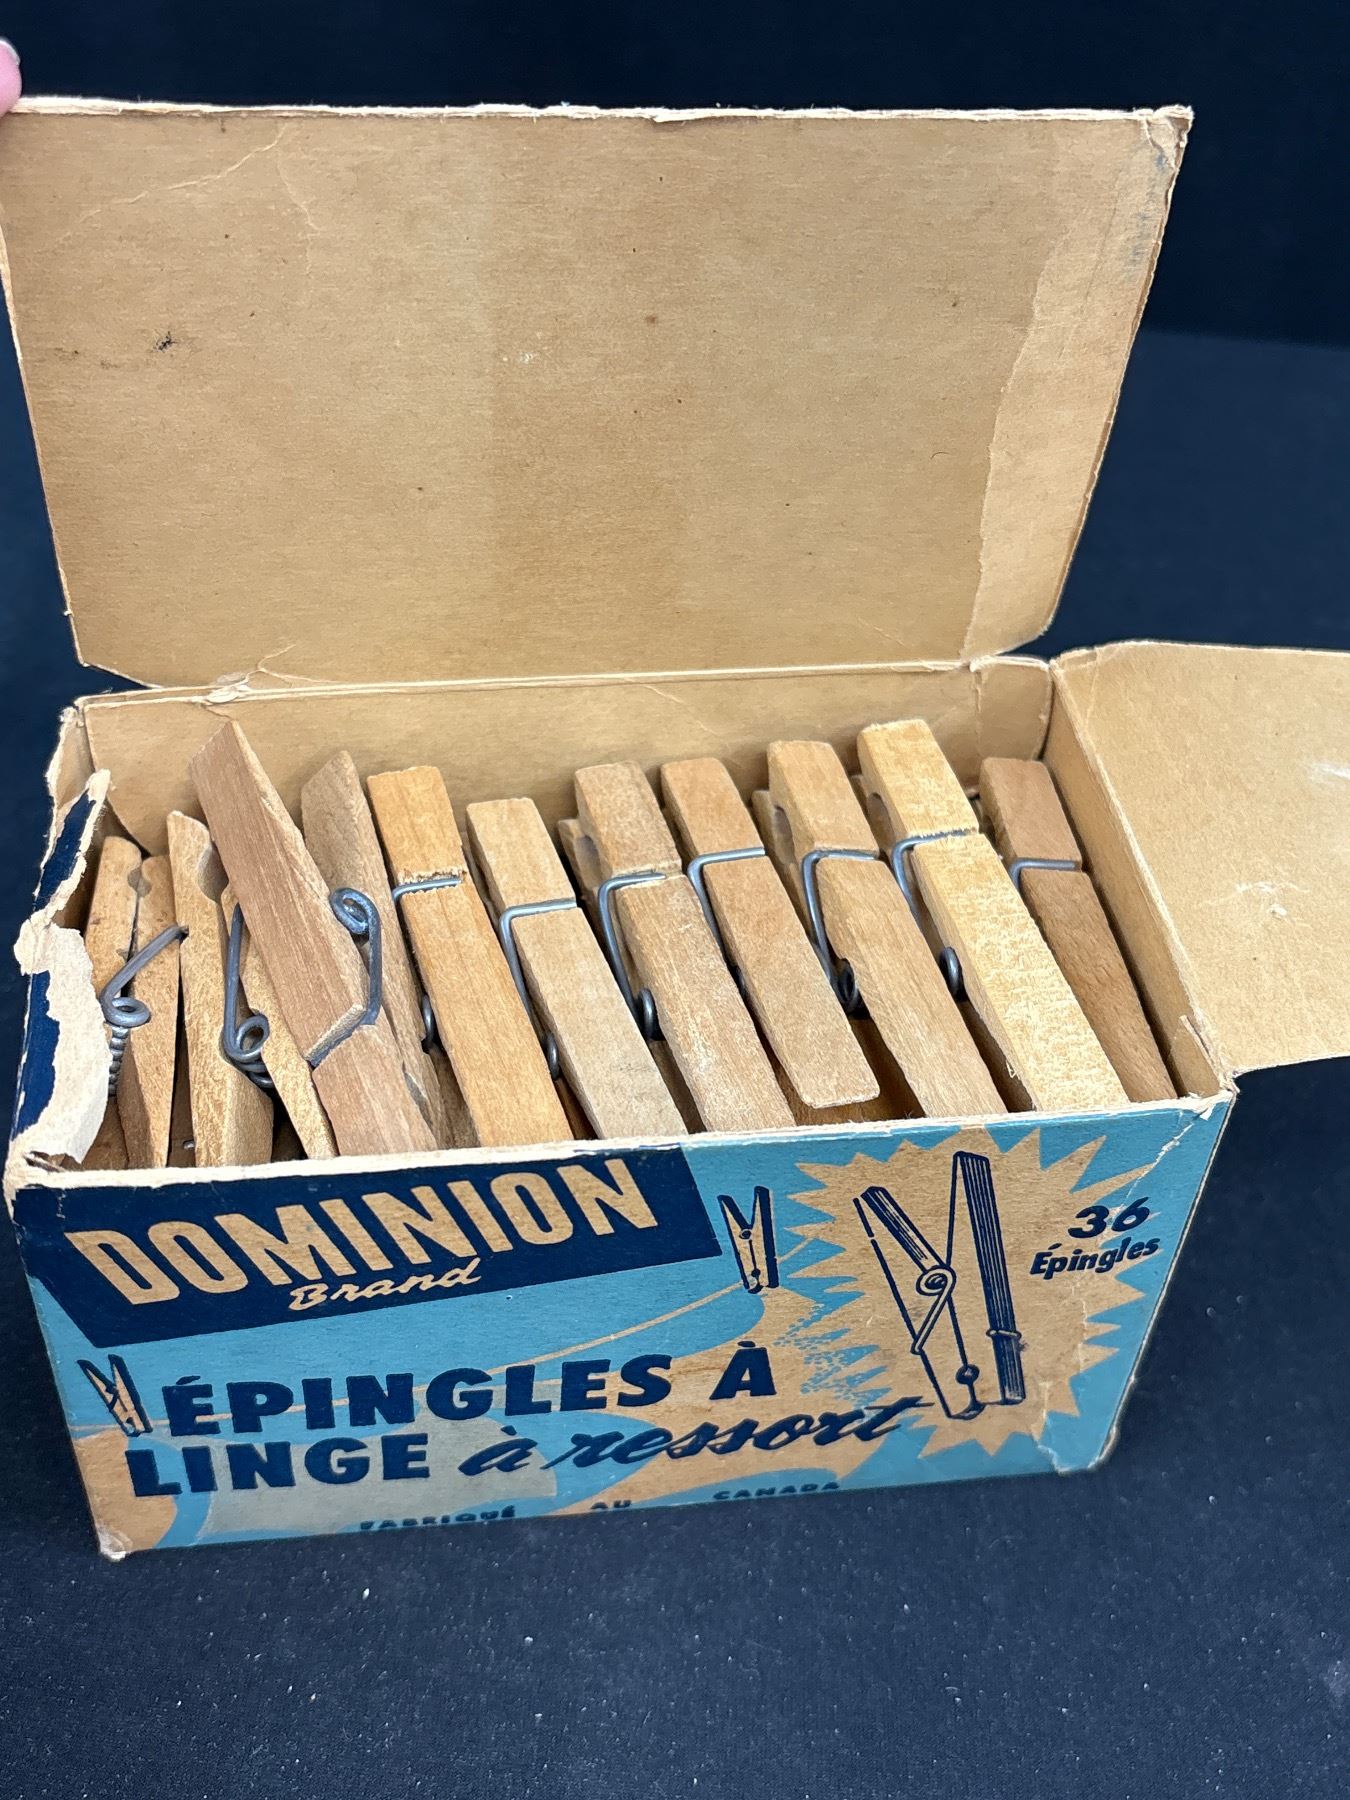 DOMINION
Brand
36
Épingles
ÉPINGLES À
LINGE à ressort
FABRIQUÉ AU CANADA